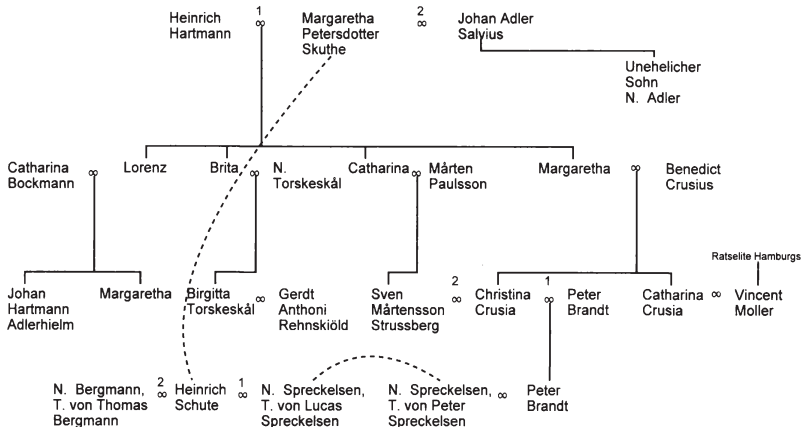 Heinrich
Hartmann
1
∞
Margaretha
Petersdotter
Skuthe
2
∞
Johan Adler
Salvius
Unehelicher
Sohn
N. Adler
Catharina
Bockmann
∞
Lorenz
Brita
∞
N.
Torskeskål
Catharina
∞
Mårten
Paulsson
Margaretha
∞
Benedict
Crusius
Ratselite Hamburgs
Johan
Hartmann
Adlerhielm
Margaretha
Birgitta
Torskeskål
∞
Gerdt
Anthoni
Rehnskiöld
Sven
Mårtensson
Strussberg
2
∞
Christina
Crusia
1
∞
Peter
Brandt
Catharina
Crusia
∞
Vincent
Moller
N. Bergmann,
T. von Thomas
Bergmann
2
∞
Heinrich
Schute
1
∞
N. Spreckelsen,
T. von Lucas
Spreckelsen
N. Spreckelsen,
T. von Peter
Spreckelsen
∞
Peter
Brandt